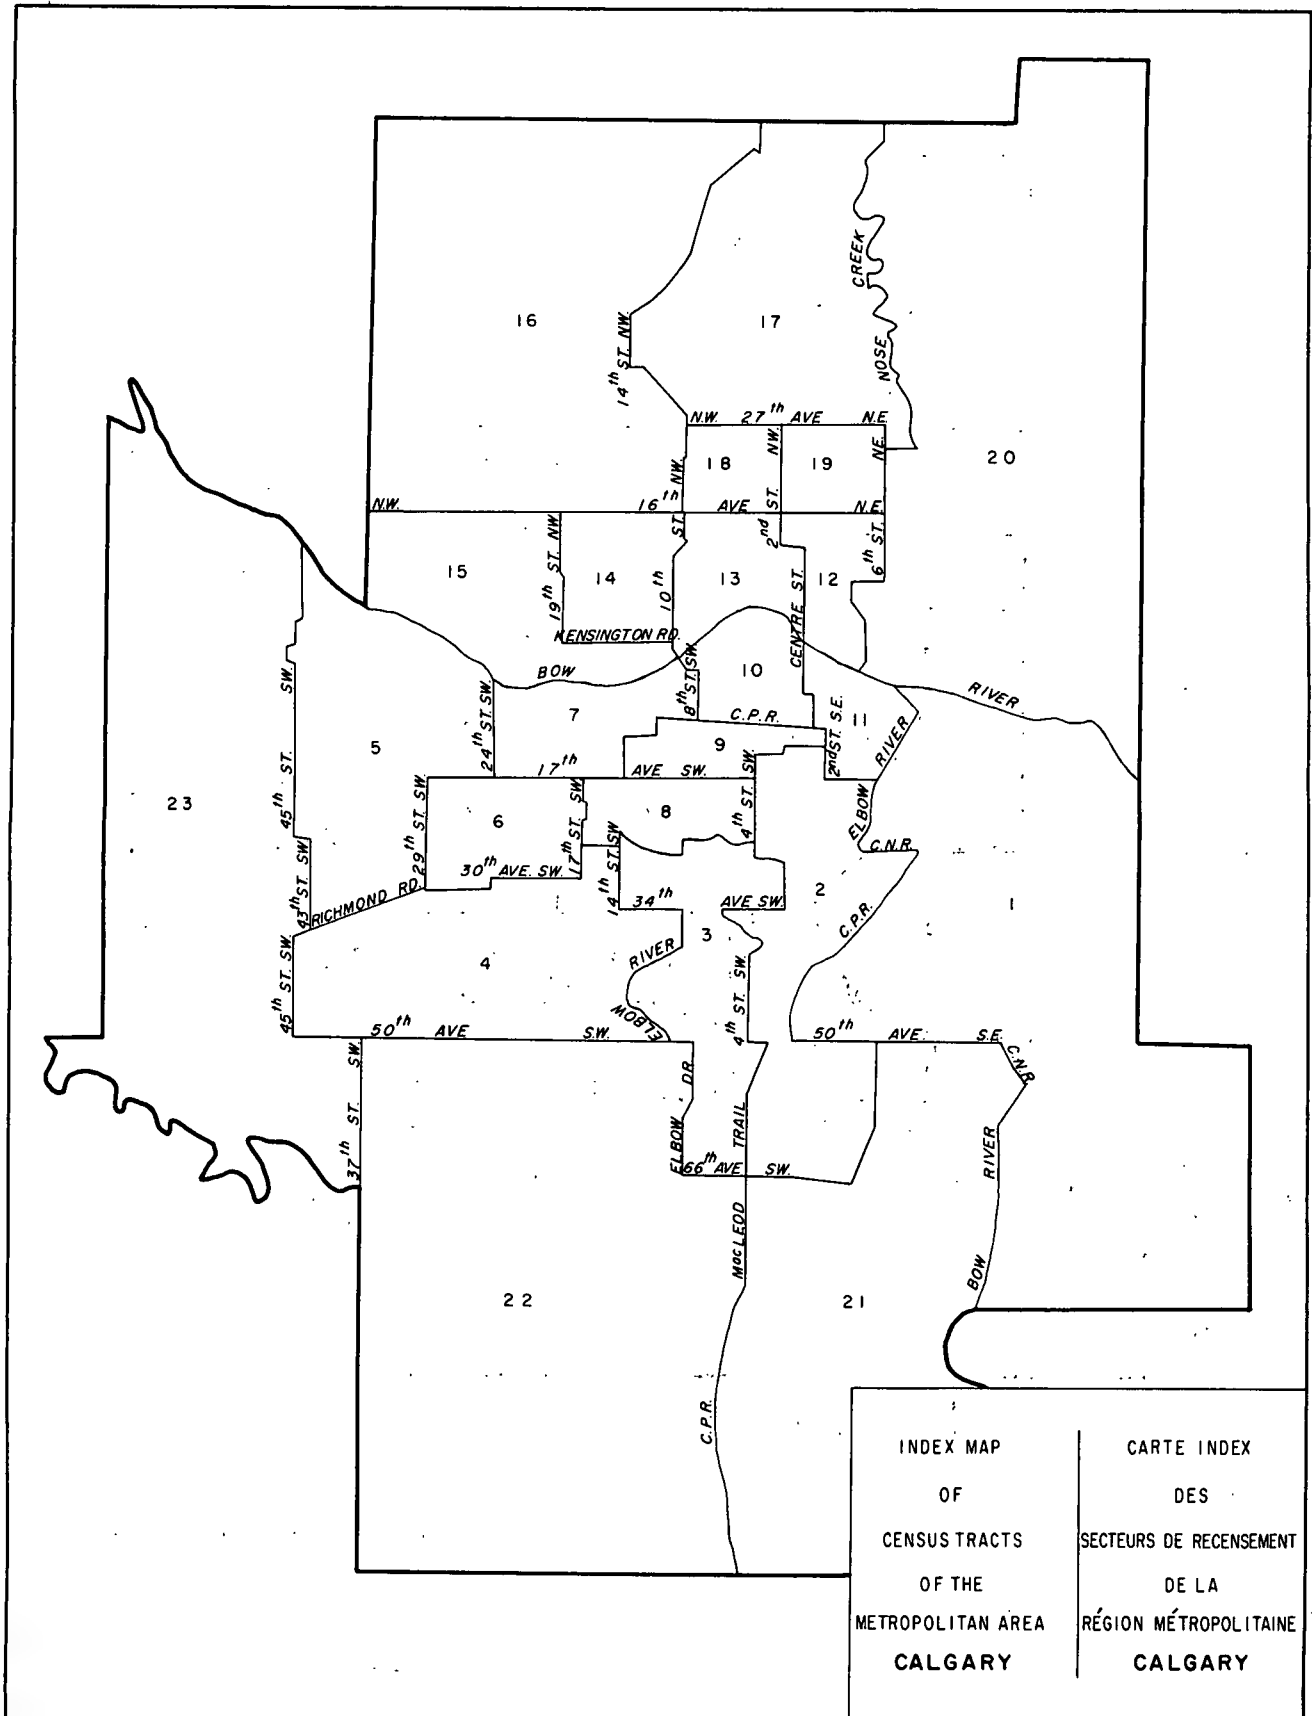 CREEK
NOSE
16
17
14th ST. NW.
N.W. 27th AVE N.E.
18
19
20
NW.
2nd ST. NW.
NE.
6th ST.
N.W. 16th AVE N.E.
10th ST. NW.
19th ST. NW
15
14
13
12
CENTRE ST.
KENSINGTON RD.
BOW RIVER
10
8th ST. SW.
C.P.R.
11
2nd ST. S.E.
ELBOW RIVER
7
24th ST. SW.
5
9
17th AVE SW.
23
45th ST. SW.
6
29th ST. SW.
17th ST. SW
8
4th ST. SW
C.N.R.
30th AVE. SW.
14th ST. SW
34th AVE SW.
2
1
C.P.R.
43th ST. SW
RICHMOND RD.
3
4
RIVER
ELBOW
4th ST. SW.
45th ST. SW.
50th AVE S.W.
50th AVE. S.E.
C.N.R.
37th ST. SW.
ELBOW DR.
66th AVE SW.
MacLEOD TRAIL
BOW RIVER
22
21
C.P.R.
INDEX MAP
OF
CENSUS TRACTS
OF THE
METROPOLITAN AREA
CALGARY
CARTE INDEX
DES
SECTEURS DE RECENSEMENT
DE LA
RÉGION MÉTROPOLITAINE
CALGARY